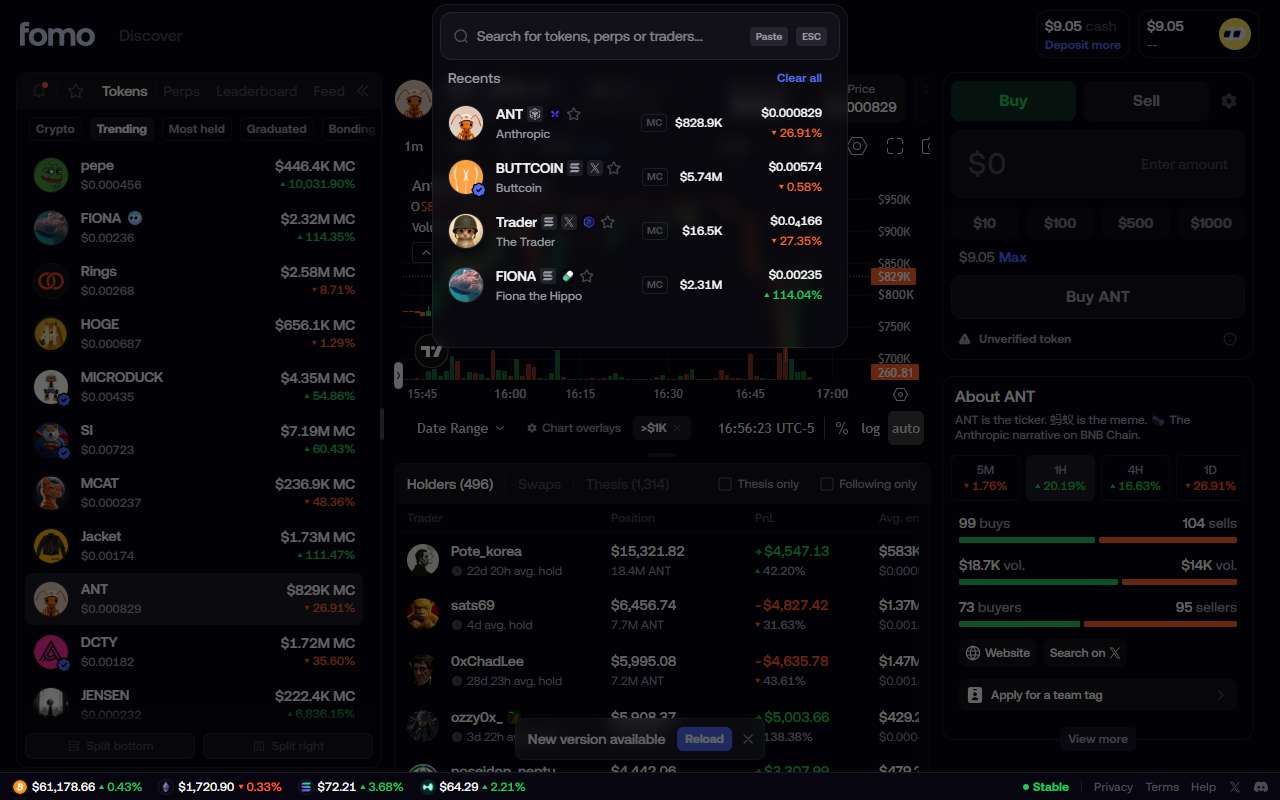 fomo
Discover
Search for tokens, perps or traders...
Paste
ESC
$9.05 cash
Deposit more
$9.05
--
Recents
Clear all
ANT
Anthropic
MC
$828.9K
$0.000829
26.91%
BUTTCOIN
Buttcoin
MC
$5.74M
$0.00574
0.58%
Trader
The Trader
MC
$16.5K
$0.0₄166
27.35%
FIONA
Fiona the Hippo
MC
$2.31M
$0.00235
114.04%
Tokens
Perps
Leaderboard
Feed
Crypto
Trending
Most held
Graduated
Bonding
pepe
$0.000456
$446.4K MC
10,031.90%
FIONA
$0.00236
$2.32M MC
114.35%
Rings
$0.00268
$2.58M MC
8.71%
HOGE
$0.000687
$656.1K MC
1.29%
MICRODUCK
$0.00435
$4.35M MC
54.86%
SI
$0.00723
$7.19M MC
60.43%
MCAT
$0.000237
$236.9K MC
48.36%
Jacket
$0.00174
$1.73M MC
111.47%
ANT
$0.000829
$829K MC
26.91%
DCTY
$0.00182
$1.72M MC
35.60%
JENSEN
$0.000232
$222.4K MC
6,836.15%
Split bottom
Split right
Price
1m
$950K
$900K
$850K
$829K
$800K
$750K
$700K
260.81
15:45
16:00
16:15
16:30
16:45
17:00
Date Range
Chart overlays
>$1K
16:56:23 UTC-5
%
log
auto
Holders (496)
Swaps
Thesis (1,314)
Thesis only
Following only
Trader
Position
PnL
Pote_korea
22d 20h avg. hold
$15,321.82
18.4M ANT
+$4,547.13
42.20%
$583K
sats69
4d avg. hold
$6,456.74
7.7M ANT
-$4,827.42
31.63%
0xChadLee
28d 23h avg. hold
$5,995.08
7.2M ANT
-$4,635.78
43.61%
ozzy0x_
$5,908.37
+$5,003.66
138.38%
New version available
Reload
Buy
Sell
$0
Enter amount
$10
$100
$500
$1000
$9.05 Max
Buy ANT
Unverified token
About ANT
ANT is the ticker. 蚂蚁 is the meme. 🐜 The
Anthropic narrative on BNB Chain.
5M
1.76%
1H
20.19%
4H
16.63%
1D
26.91%
99 buys
104 sells
$18.7K vol.
$14K vol.
73 buyers
95 sellers
Website
Search on X
Apply for a team tag
View more
$61,178.66
0.43%
$1,720.90
0.33%
$72.21
3.68%
$64.29
2.21%
Stable
Privacy
Terms
Help